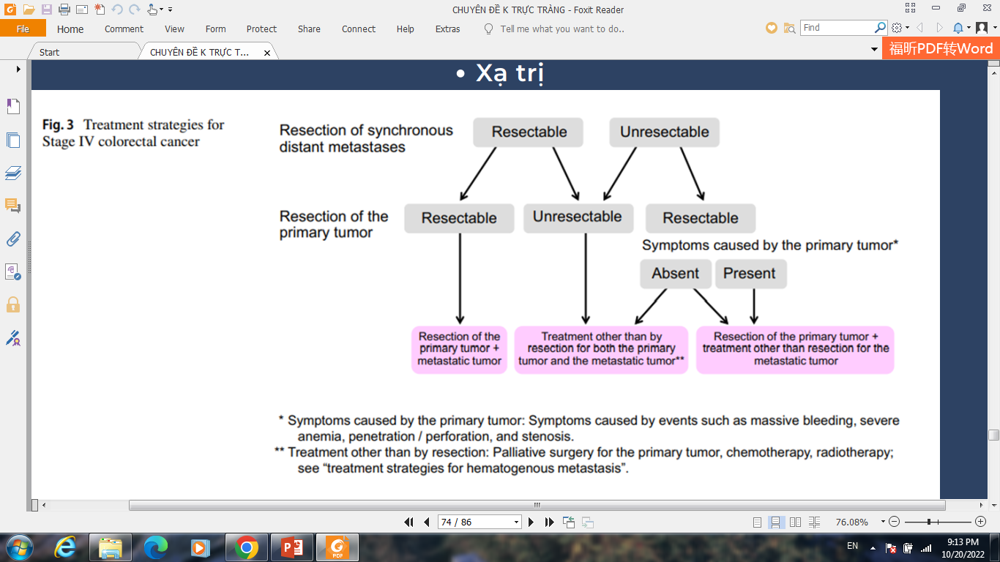 CHUYÊN ĐỀ K TRỰC TRÀNG - Foxit Reader
File
Home
Comment
View
Form
Protect
Share
Connect
Help
Extras
Tell me what you want to do..
Find
Start
CHUYÊN ĐỀ K TRỰC T...
福昕PDF转Word
• Xạ trị
Fig. 3 Treatment strategies for
Stage IV colorectal cancer
Resection of synchronous
distant metastases
Resectable
Unresectable
Resection of the
primary tumor
Resectable
Unresectable
Resectable
Symptoms caused by the primary tumor*
Absent
Present
Resection of the
primary tumor +
metastatic tumor
Treatment other than by
resection for both the primary
tumor and the metastatic tumor**
Resection of the primary tumor +
treatment other than resection for the
metastatic tumor
* Symptoms caused by the primary tumor: Symptoms caused by events such as massive bleeding, severe
anemia, penetration / perforation, and stenosis.
** Treatment other than by resection: Palliative surgery for the primary tumor, chemotherapy, radiotherapy;
see “treatment strategies for hematogenous metastasis”.
74 / 86
76.08%
PDF
EN
9:13 PM
10/20/2022